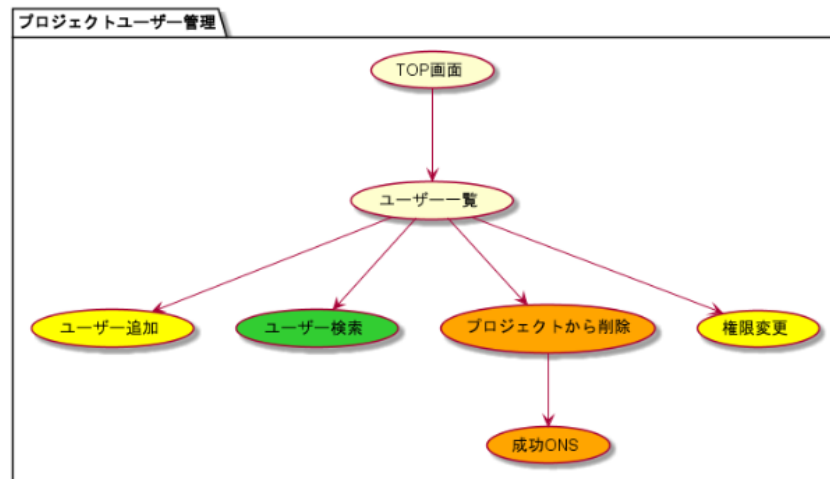 プロジェクトユーザー管理
TOP画面
ユーザー一覧
ユーザー追加
ユーザー検索
プロジェクトから削除
権限変更
成功ONS